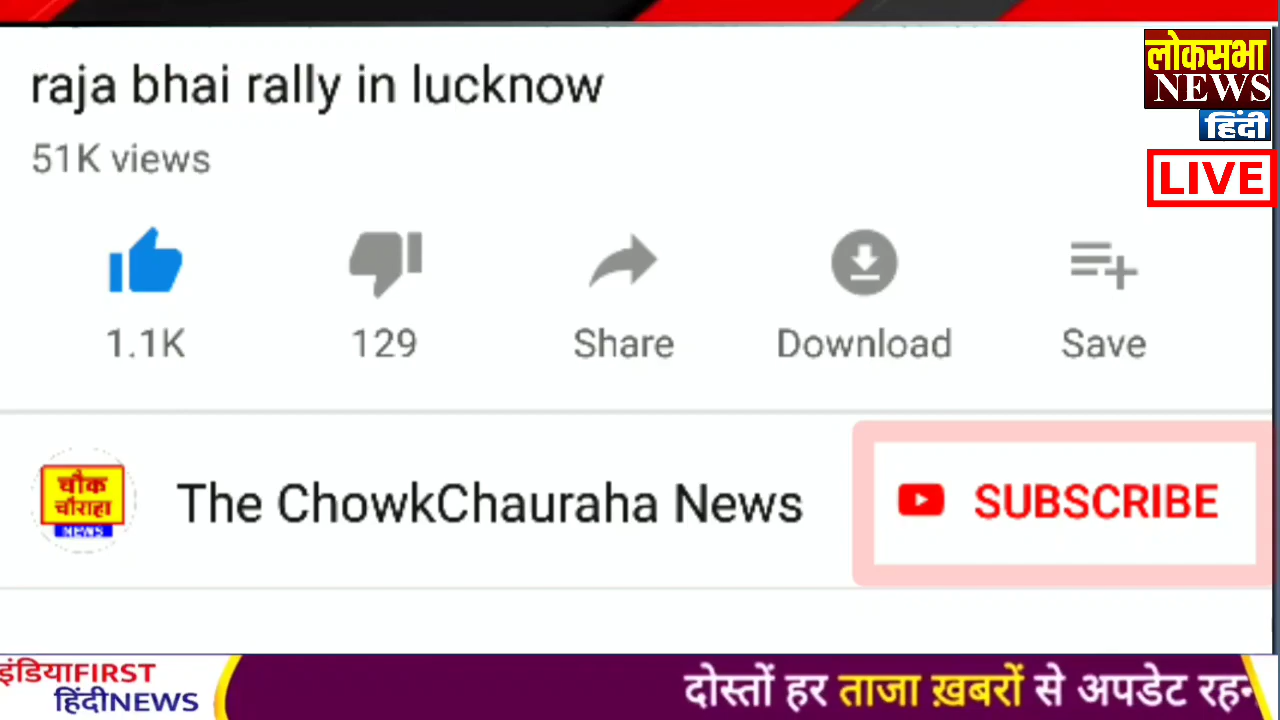 raja bhai rally in lucknow
51K views
लोकसभा
NEWS
हिंदी
LIVE
1.1K
129
Share
Download
Save
चौक
चौराहा
NEWS
The ChowkChauraha News
SUBSCRIBE
इंडियाFIRST
हिंदीNEWS
दोस्तों हर ताजा ख़बरों से अपडेट